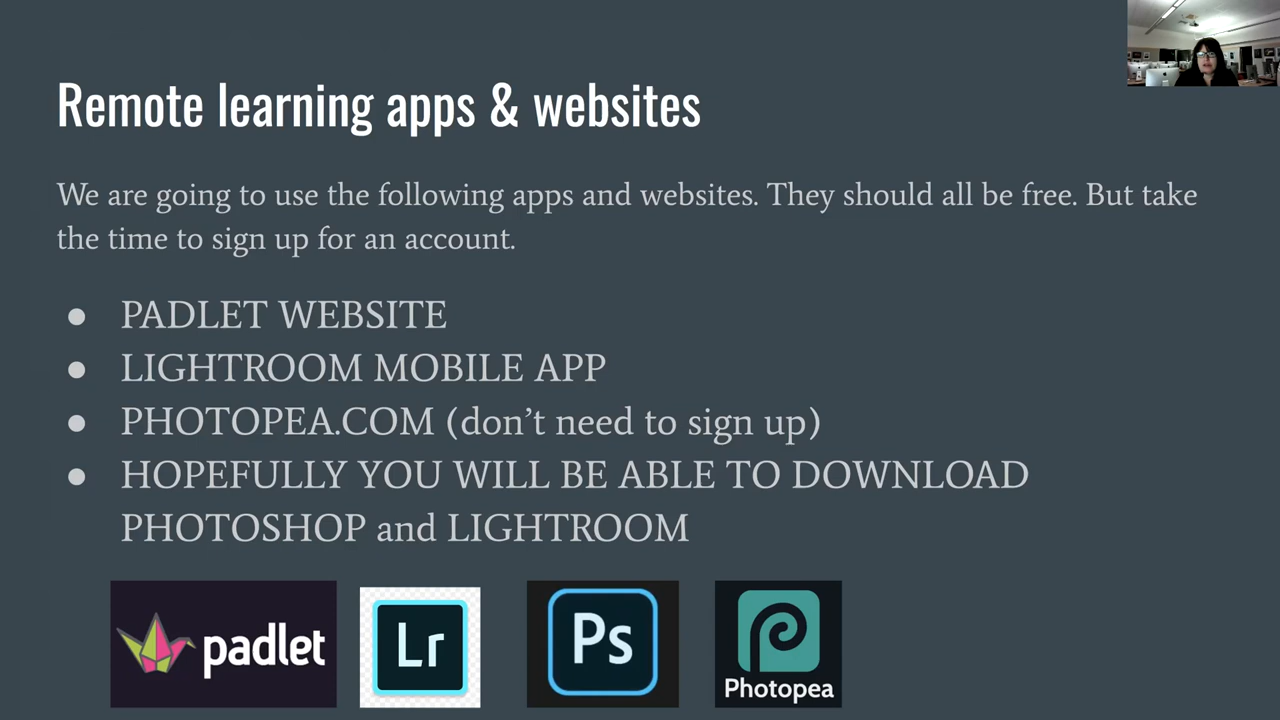 Remote learning apps & websites
We are going to use the following apps and websites. They should all be free. But take
the time to sign up for an account.
● PADLET WEBSITE
● LIGHTROOM MOBILE APP
● PHOTOPEA.COM (don’t need to sign up)
● HOPEFULLY YOU WILL BE ABLE TO DOWNLOAD
PHOTOSHOP and LIGHTROOM
padlet
Lr
Ps
Photopea